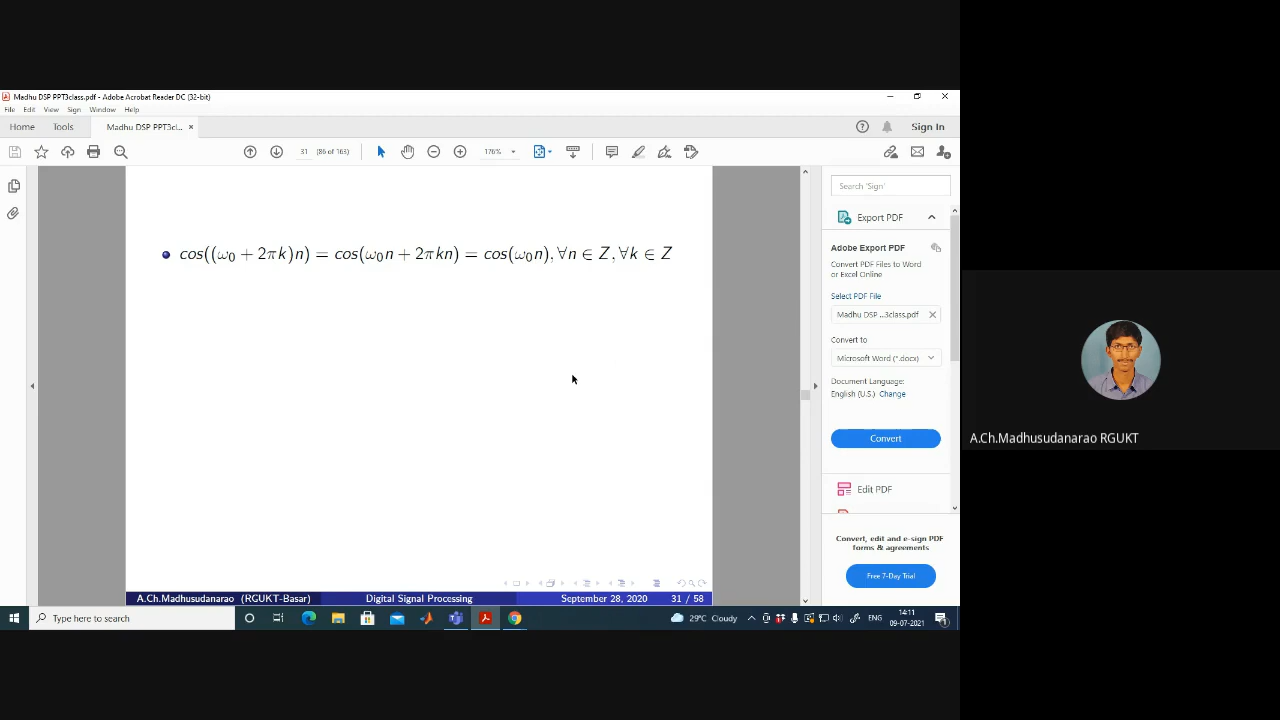 Madhu DSP PPT3class.pdf - Adobe Acrobat Reader DC (32-bit)
File Edit View Sign Window Help
Home Tools Madhu DSP PPT3cl... × Sign In
31 (86 of 163) 176%
Search 'Sign'
Export PDF
cos((ω₀ + 2πk)n) = cos(ω₀n + 2πkn) = cos(ω₀n), ∀n ∈ Z, ∀k ∈ Z
Adobe Export PDF
Convert PDF Files to Word
or Excel Online
Select PDF File
Madhu DSP ...3class.pdf
Convert to
Microsoft Word (*.docx)
Document Language:
English (U.S.) Change
Convert
Edit PDF
Convert, edit and e-sign PDF
forms & agreements
Free 7-Day Trial
A.Ch.Madhusudanarao (RGUKT-Basar) Digital Signal Processing September 28, 2020 31 / 58
Type here to search
29°C Cloudy
ENG
14:11
09-07-2021
A.Ch.Madhusudanarao RGUKT